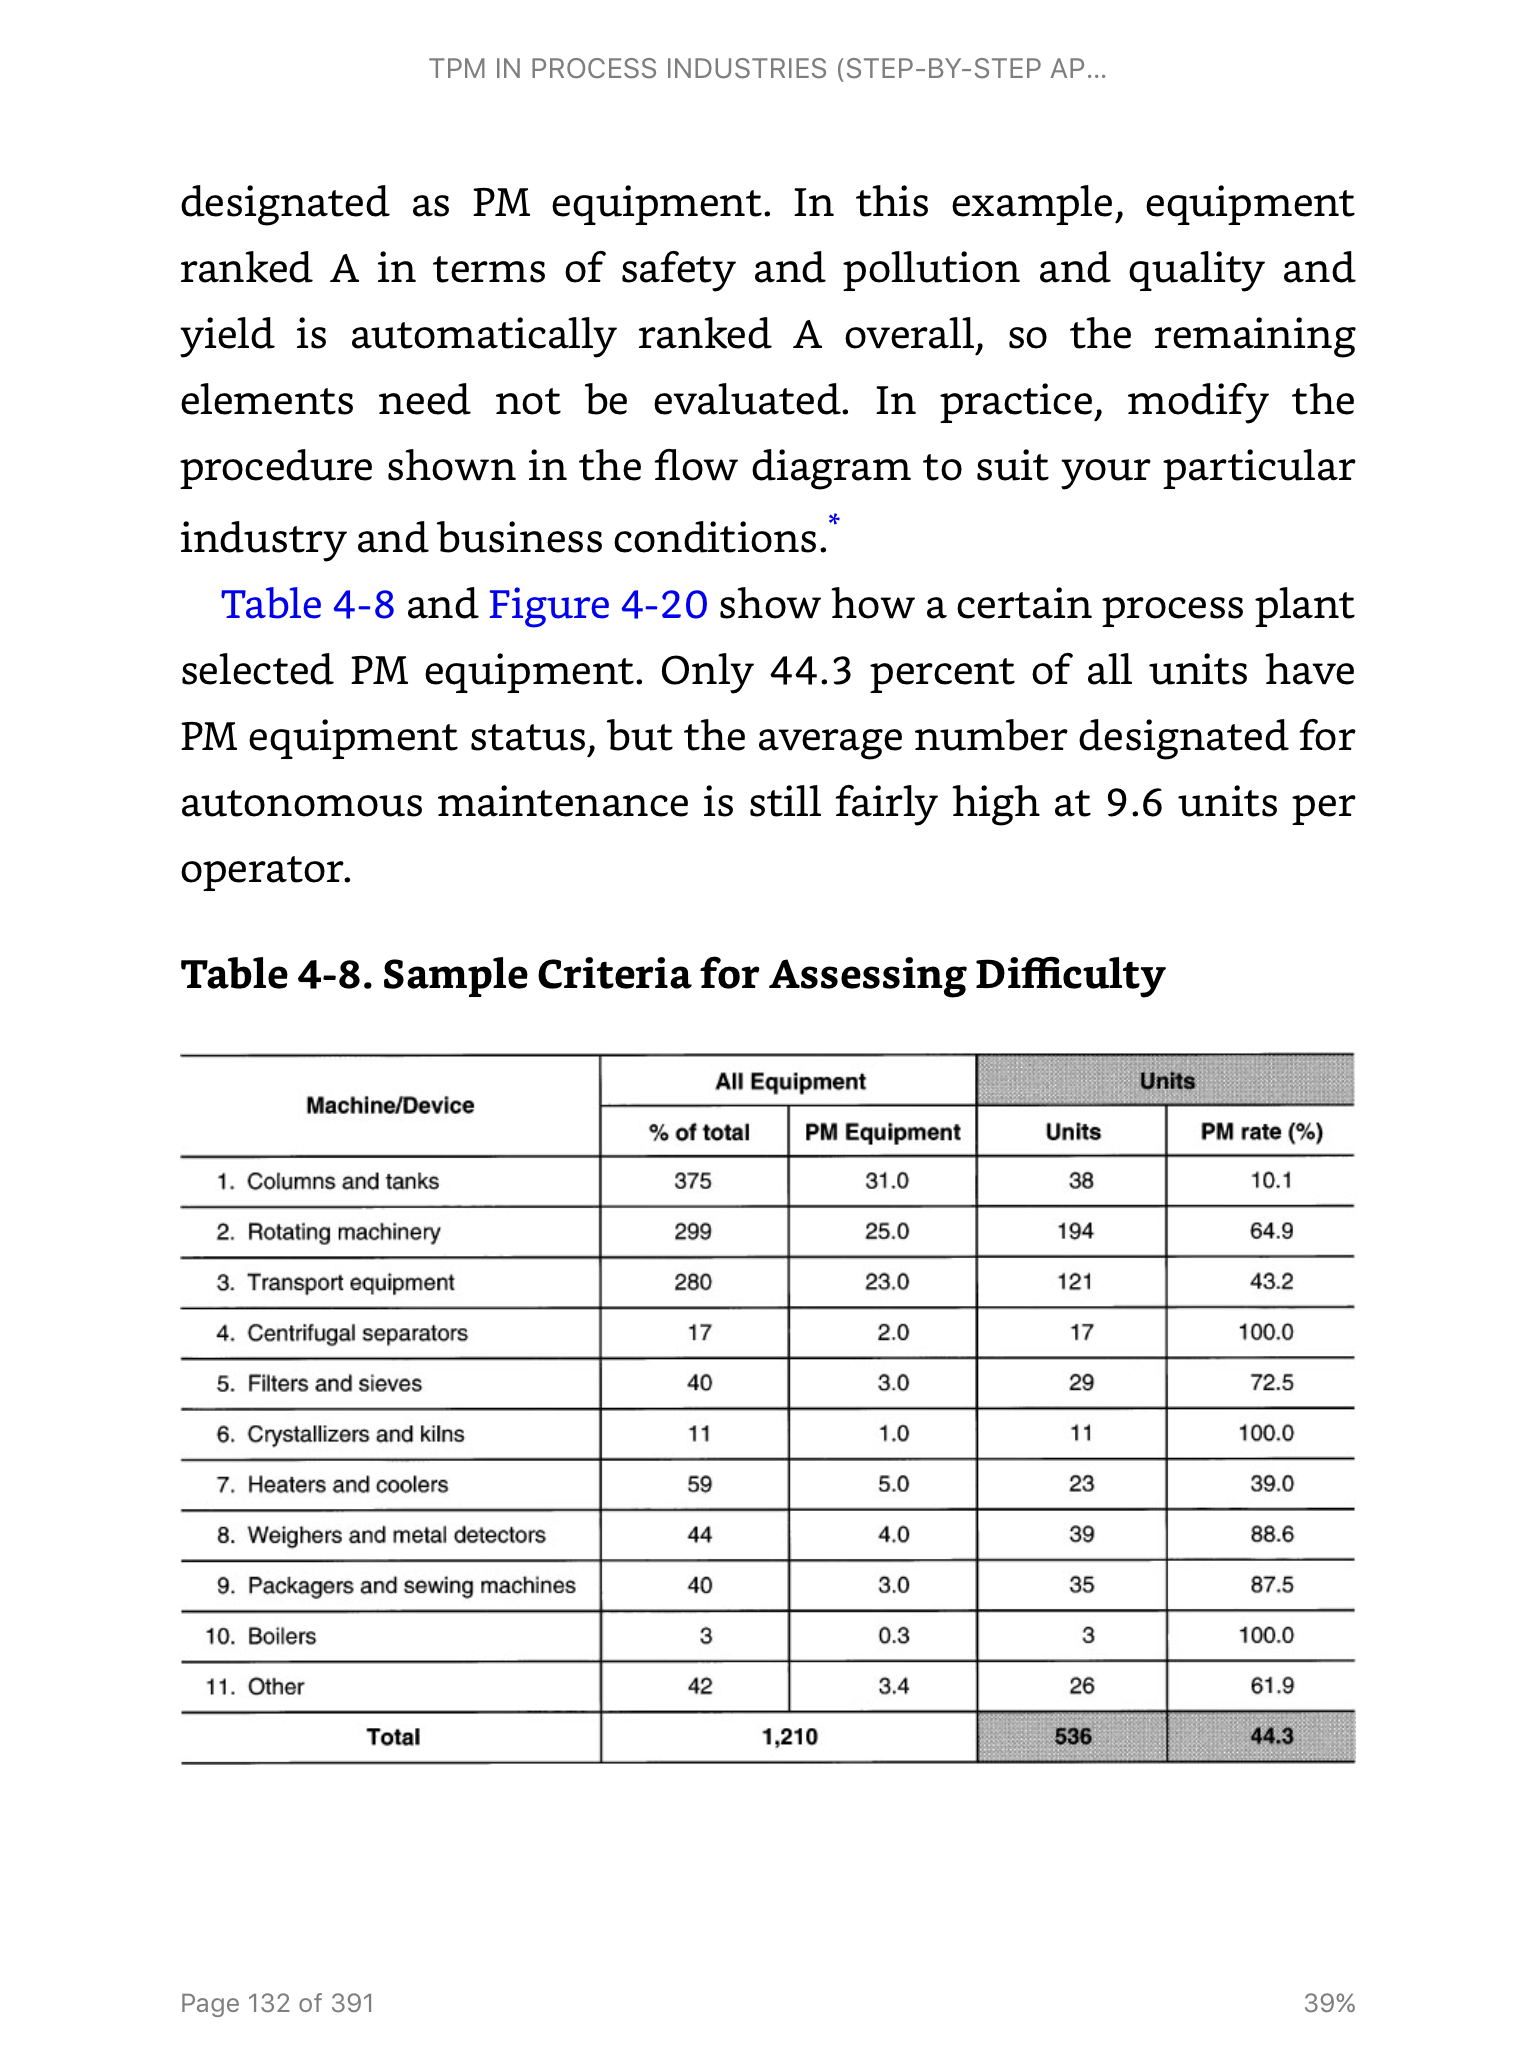 TPM IN PROCESS INDUSTRIES (STEP-BY-STEP AP...
designated as PM equipment. In this example, equipment
ranked A in terms of safety and pollution and quality and
yield is automatically ranked A overall, so the remaining
elements need not be evaluated. In practice, modify the
procedure shown in the flow diagram to suit your particular
industry and business conditions.*
Table 4-8 and Figure 4-20 show how a certain process plant
selected PM equipment. Only 44.3 percent of all units have
PM equipment status, but the average number designated for
autonomous maintenance is still fairly high at 9.6 units per
operator.
Table 4-8. Sample Criteria for Assessing Difficulty
Machine/Device All Equipment Units
% of total PM Equipment Units PM rate (%)
1. Columns and tanks 375 31.0 38 10.1
2. Rotating machinery 299 25.0 194 64.9
3. Transport equipment 280 23.0 121 43.2
4. Centrifugal separators 17 2.0 17 100.0
5. Filters and sieves 40 3.0 29 72.5
6. Crystallizers and kilns 11 1.0 11 100.0
7. Heaters and coolers 59 5.0 23 39.0
8. Weighers and metal detectors 44 4.0 39 88.6
9. Packagers and sewing machines 40 3.0 35 87.5
10. Boilers 3 0.3 3 100.0
11. Other 42 3.4 26 61.9
Total 1,210 536 44.3
Page 132 of 391 39%